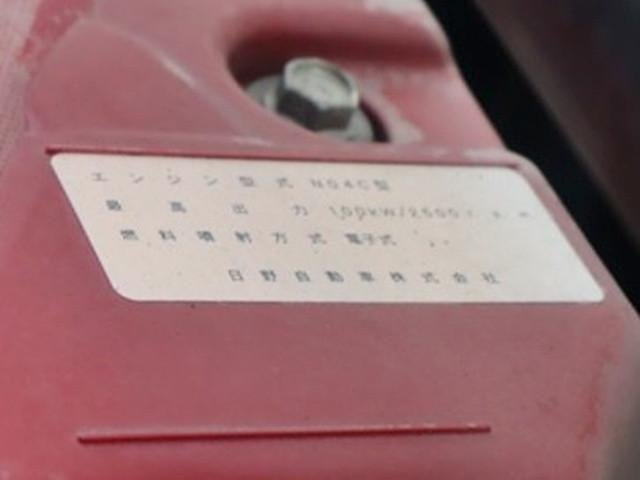 エンジン型式 N04C型
最高出力 100kW/2500r.p.m
燃料噴射方式 電子式
日野自動車株式会社